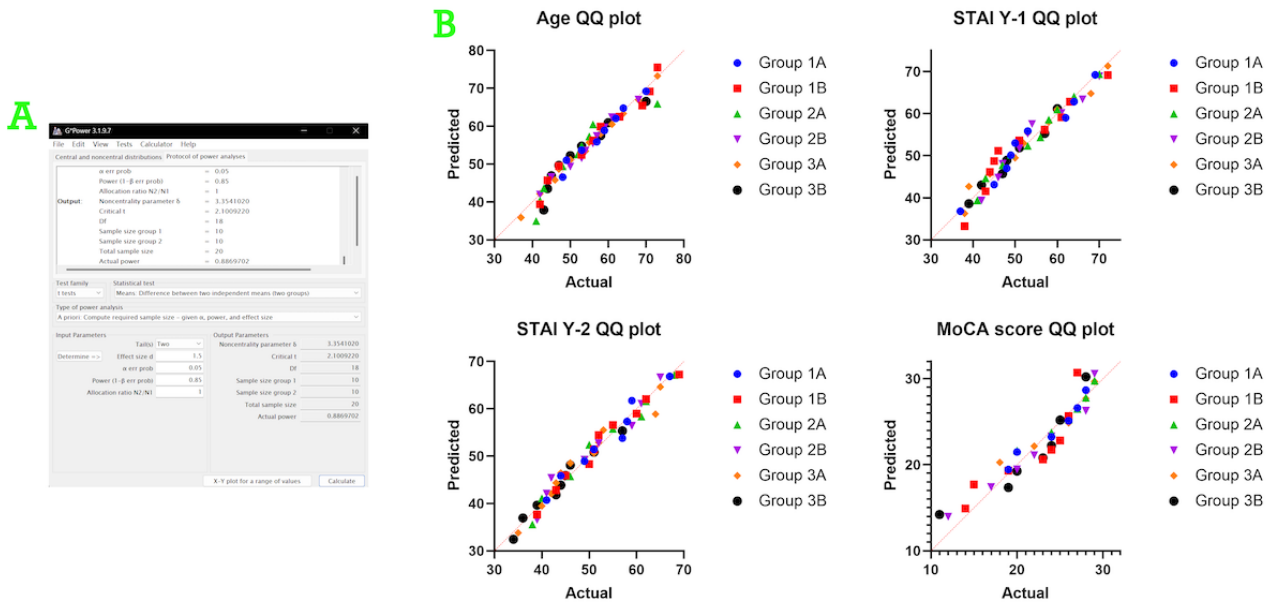 A
G*Power 3.1.9.7
File Edit View Tests Calculator Help
Central and noncentral distributions Protocol of power analyses
α err prob = 0.05
Power (1-β err prob) = 0.85
Allocation ratio N2/N1 = 1
Output: Noncentrality parameter δ = 3.3541020
Critical t = 2.1009220
Df = 18
Sample size group 1 = 10
Sample size group 2 = 10
Total sample size = 20
Actual power = 0.8869702
Test family Statistical test
t tests Means: Difference between two independent means (two groups)
Type of power analysis
A priori: Compute required sample size - given α, power, and effect size
Input Parameters Output Parameters
Tail(s) Two Noncentrality parameter δ 3.3541020
Determine => Effect size d 1.5 Critical t 2.1009220
α err prob 0.05 Df 18
Power (1-β err prob) 0.85 Sample size group 1 10
Allocation ratio N2/N1 1 Sample size group 2 10
Total sample size 20
Actual power 0.8869702
X-Y plot for a range of values Calculate
B
Age QQ plot
Predicted
80
70
60
50
40
30
30 40 50 60 70 80
Actual
Group 1A
Group 1B
Group 2A
Group 2B
Group 3A
Group 3B
STAI Y-1 QQ plot
Predicted
70
60
50
40
30
30 40 50 60 70
Actual
Group 1A
Group 1B
Group 2A
Group 2B
Group 3A
Group 3B
STAI Y-2 QQ plot
Predicted
70
60
50
40
30
30 40 50 60 70
Actual
Group 1A
Group 1B
Group 2A
Group 2B
Group 3A
Group 3B
MoCA score QQ plot
Predicted
30
20
10
10 20 30
Actual
Group 1A
Group 1B
Group 2A
Group 2B
Group 3A
Group 3B